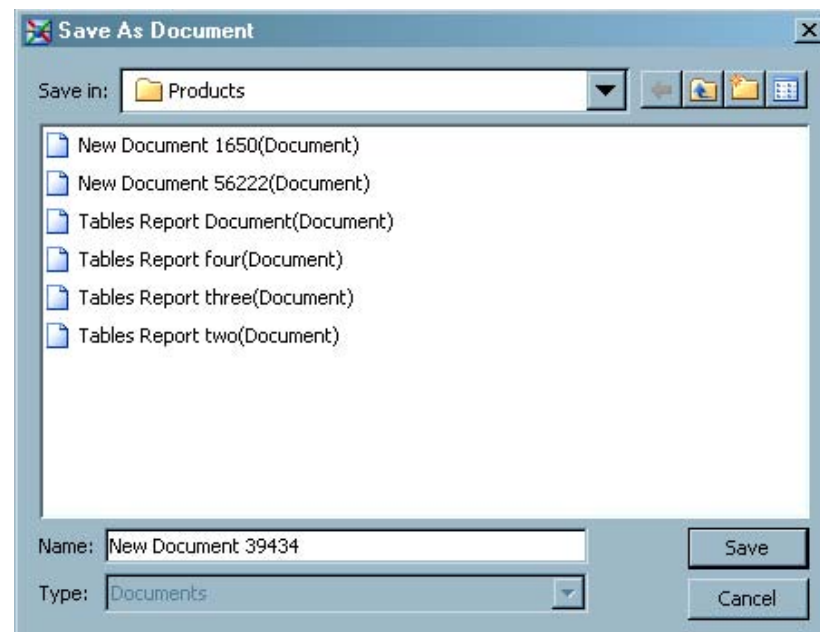 Save As Document
Save in: Products
New Document 1650(Document)
New Document 56222(Document)
Tables Report Document(Document)
Tables Report four(Document)
Tables Report three(Document)
Tables Report two(Document)
Name: New Document 39434 Save
Type: Documents Cancel